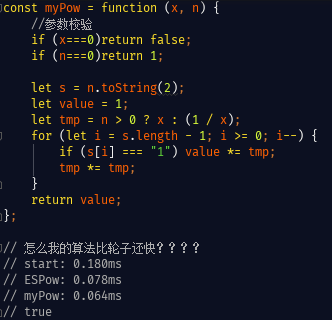 const myPow = function (x, n) {
    //参数校验
    if (x===0)return false;
    if (n===0)return 1;

    let s = n.toString(2);
    let value = 1;
    let tmp = n > 0 ? x : (1 / x);
    for (let i = s.length - 1; i >= 0; i--) {
        if (s[i] === "1") value *= tmp;
        tmp *= tmp;
    }
    return value;
};

// 怎么我的算法比轮子还快????
// start: 0.180ms
// ESPow: 0.078ms
// myPow: 0.064ms
// true